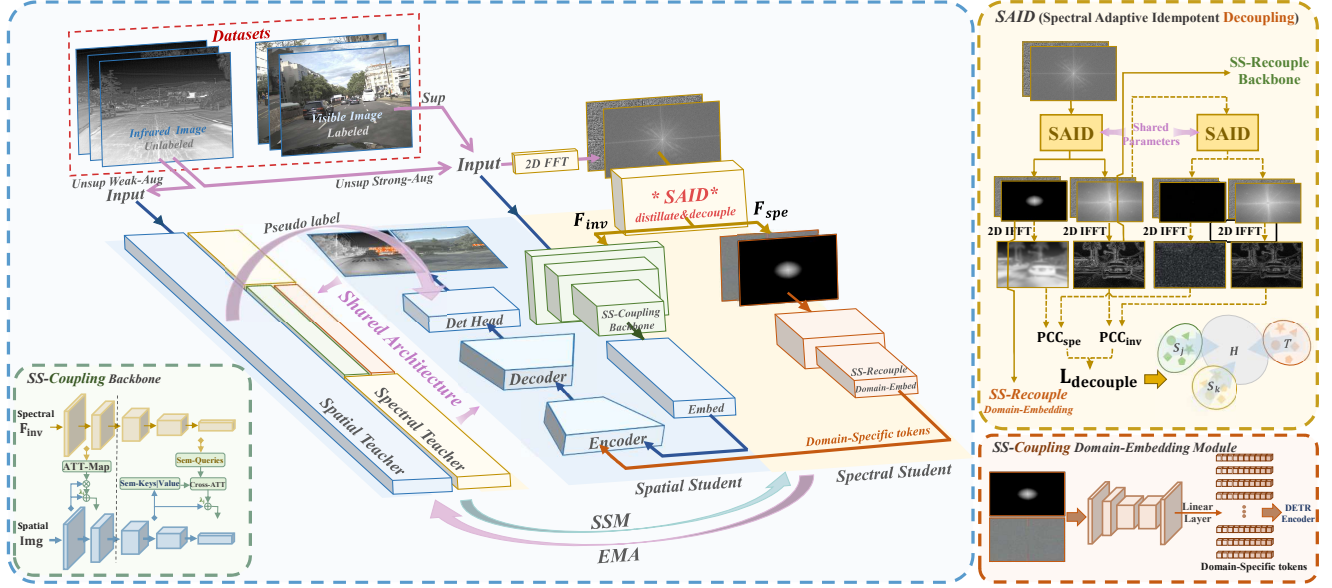 Datasets
Infrared Image
Unlabeled
Visible Image
Labeled
Sup
Unsup Weak-Aug
Input
Unsup Strong-Aug
Input
2D FFT
* SAID*
distillate&decouple
F_inv
F_spe
Pseudo label
Shared Architecture
Det Head
Decoder
Encoder
SS-Coupling
Backbone
Embed
SS-Recouple
Domain-Embed
Domain-Specific tokens
Spatial Teacher
Spectral Teacher
Spatial Student
Spectral Student
SSM
EMA
SS-Coupling Backbone
Spectral
F_inv
ATT-Map
Sem-Queries
Sem-Keys|Value
Cross-ATT
Spatial
Img
SAID (Spectral Adaptive Idempotent Decoupling)
SS-Recouple
Backbone
SAID
Shared
Parameters
SAID
2D IFFT
2D IFFT
2D IFFT
2D IFFT
PCC_spe
PCC_inv
L_decouple
S_j
H
T
S_k
SS-Recouple
Domain-Embedding
SS-Coupling Domain-Embedding Module
Linear
Layer
DETR
Encoder
Domain-Specific tokens